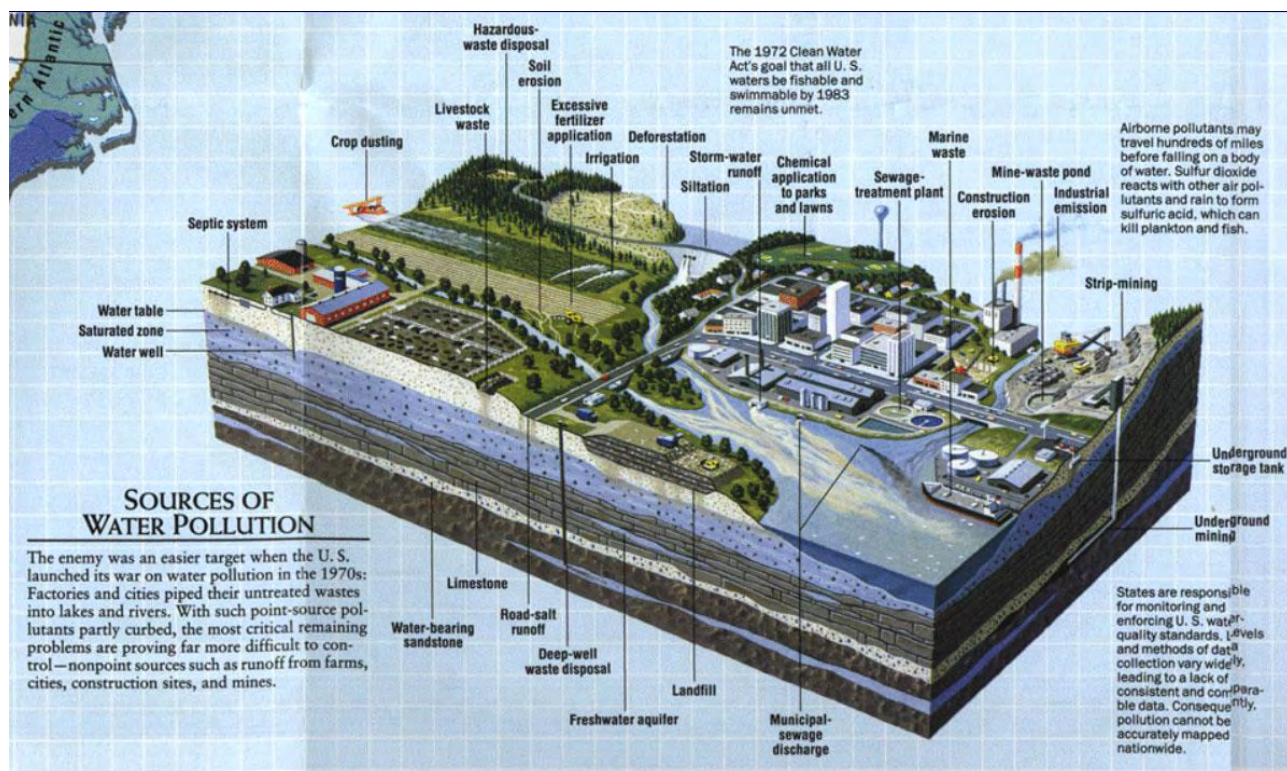 NIA
ern Atlantic
Hazardous-
waste disposal
Soil
erosion
Livestock
waste
Excessive
fertilizer
application
Crop dusting
Irrigation
Deforestation
Siltation
Storm-water
runoff
The 1972 Clean Water
Act's goal that all U. S.
waters be fishable and
swimmable by 1983
remains unmet.
Chemical
application
to parks
and lawns
Sewage-
treatment plant
Marine
waste
Construction
erosion
Mine-waste pond
Industrial
emission
Airborne pollutants may
travel hundreds of miles
before falling on a body
of water. Sulfur dioxide
reacts with other air pol-
lutants and rain to form
sulfuric acid, which can
kill plankton and fish.
Strip-mining
Septic system
Water table
Saturated zone
Water well
Underground
storage tank
Underground
mining
SOURCES OF
WATER POLLUTION
The enemy was an easier target when the U. S.
launched its war on water pollution in the 1970s:
Factories and cities piped their untreated wastes
into lakes and rivers. With such point-source pol-
lutants partly curbed, the most critical remaining
problems are proving far more difficult to con-
trol—nonpoint sources such as runoff from farms,
cities, construction sites, and mines.
Limestone
Water-bearing
sandstone
Road-salt
runoff
Deep-well
waste disposal
Landfill
Freshwater aquifer
Municipal-
sewage
discharge
States are responsible
for monitoring and
enforcing U. S. water-
quality standards. Levels
and methods of data
collection vary widely,
leading to a lack of
consistent and compara-
ble data. Consequently,
pollution cannot be
accurately mapped
nationwide.